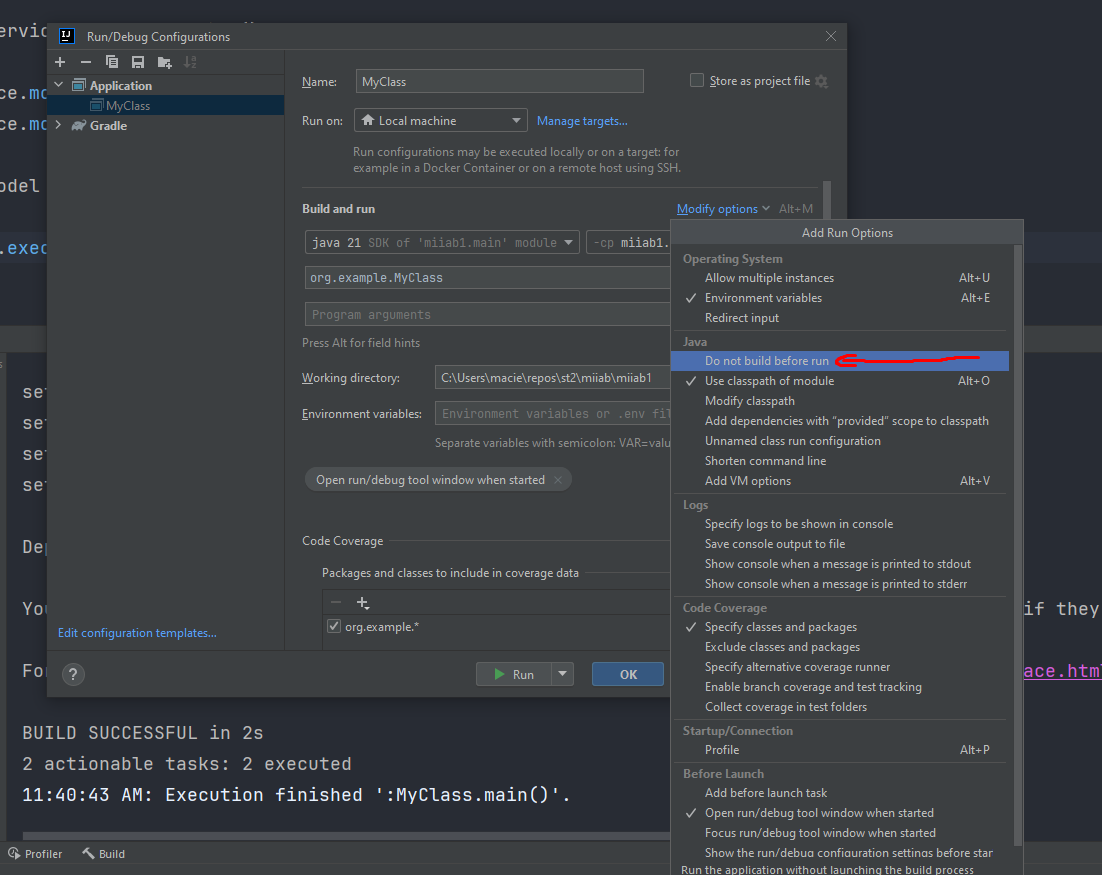 ervic
Run/Debug Configurations
Application
MyClass
Gradle
Name:
MyClass
Store as project file
Run on:
Local machine
Manage targets...
Run configurations may be executed locally or on a target: for
example in a Docker Container or on a remote host using SSH.
Build and run
Modify options
Alt+M
java 21 SDK of 'miiab1.main' module
-cp miiab1.
org.example.MyClass
Program arguments
Press Alt for field hints
Working directory:
C:\Users\macie\repos\st2\miiab\miiab1
Environment variables:
Environment variables or .env fil
Separate variables with semicolon: VAR=valu
Open run/debug tool window when started
Code Coverage
Packages and classes to include in coverage data
org.example.*
Edit configuration templates...
?
Run
OK
Add Run Options
Operating System
Allow multiple instances Alt+U
Environment variables Alt+E
Redirect input
Java
Do not build before run
Use classpath of module Alt+O
Modify classpath
Add dependencies with “provided” scope to classpath
Unnamed class run configuration
Shorten command line
Add VM options Alt+V
Logs
Specify logs to be shown in console
Save console output to file
Show console when a message is printed to stdout
Show console when a message is printed to stderr
Code Coverage
Specify classes and packages
Exclude classes and packages
Specify alternative coverage runner
Enable branch coverage and test tracking
Collect coverage in test folders
Startup/Connection
Profile Alt+P
Before Launch
Add before launch task
Open run/debug tool window when started
Focus run/debug tool window when started
Show the run/debug configuration settings before star
Run the application without launching the build process
ce.mo
ce.mo
odel
.exec
set
set
set
set
Dep
You
if they
For
ace.html
BUILD SUCCESSFUL in 2s
2 actionable tasks: 2 executed
11:40:43 AM: Execution finished ':MyClass.main()'.
Profiler
Build